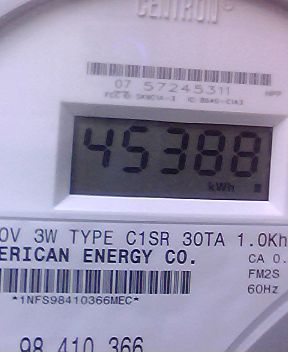 CENTRON®
07 57245311
45388
kWh
0V 3W TYPE C1SR 30TA 1.0Kh
ERICAN ENERGY CO.
CA 0.
FM2S
60Hz
*1NFS98410366MEC*
98 410 366